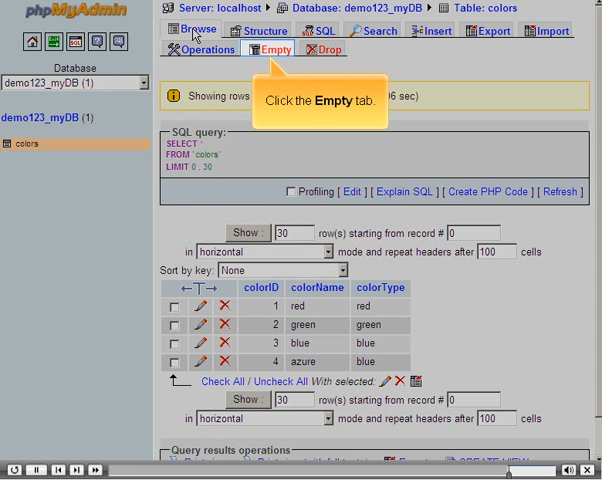 phpMyAdmin
Server: localhost Database: demo123_myDB Table: colors
Browse Structure SQL Search Insert Export Import
Operations Empty Drop
Database
demo123_myDB (1)
demo123_myDB (1)
colors
Showing rows
sec)
Click the Empty tab.
SQL query:
SELECT *
FROM `colors`
LIMIT 0 , 30
Profiling [ Edit ] [ Explain SQL ] [ Create PHP Code ] [ Refresh ]
Show : 30 row(s) starting from record # 0
in horizontal mode and repeat headers after 100 cells
Sort by key: None
←T→ colorID colorName colorType
1 red red
2 green green
3 blue blue
4 azure blue
Check All / Uncheck All With selected:
Show : 30 row(s) starting from record # 0
in horizontal mode and repeat headers after 100 cells
Query results operations